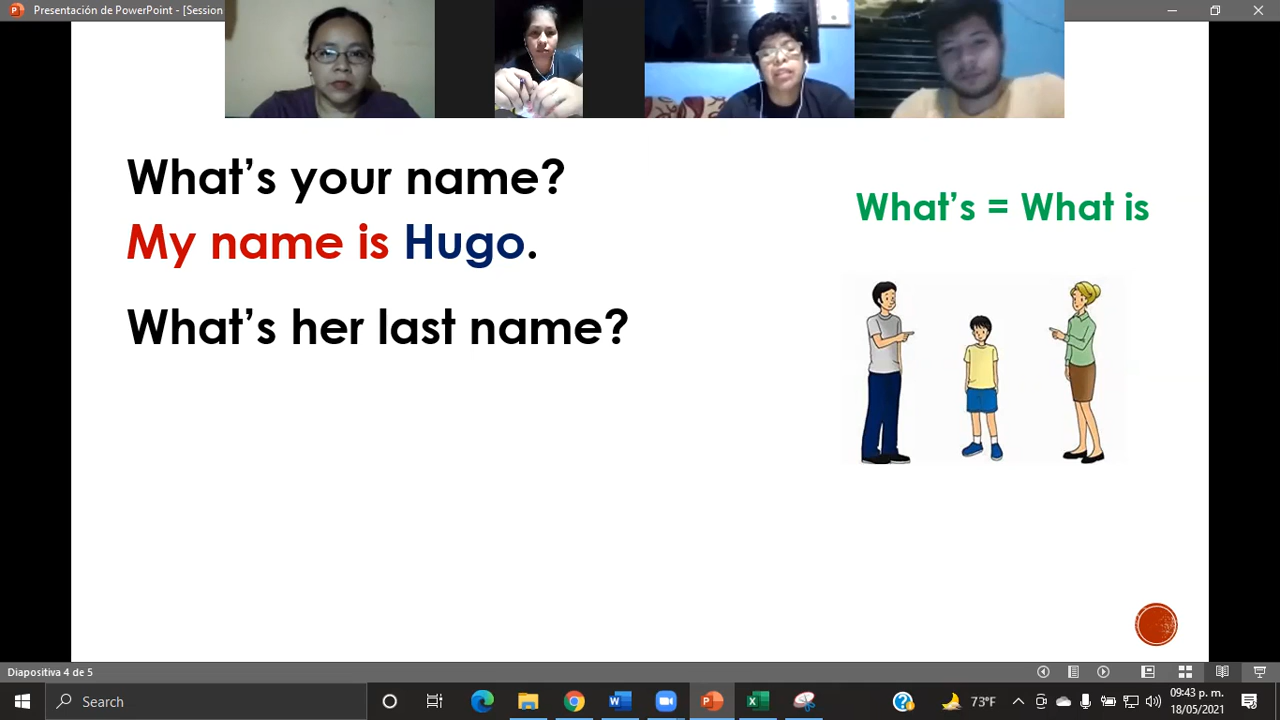 Presentación de PowerPoint - [Session
What's your name?
My name is Hugo.
What's = What is
What's her last name?
Diapositiva 4 de 5
Search
73°F
09:43 p. m.
18/05/2021